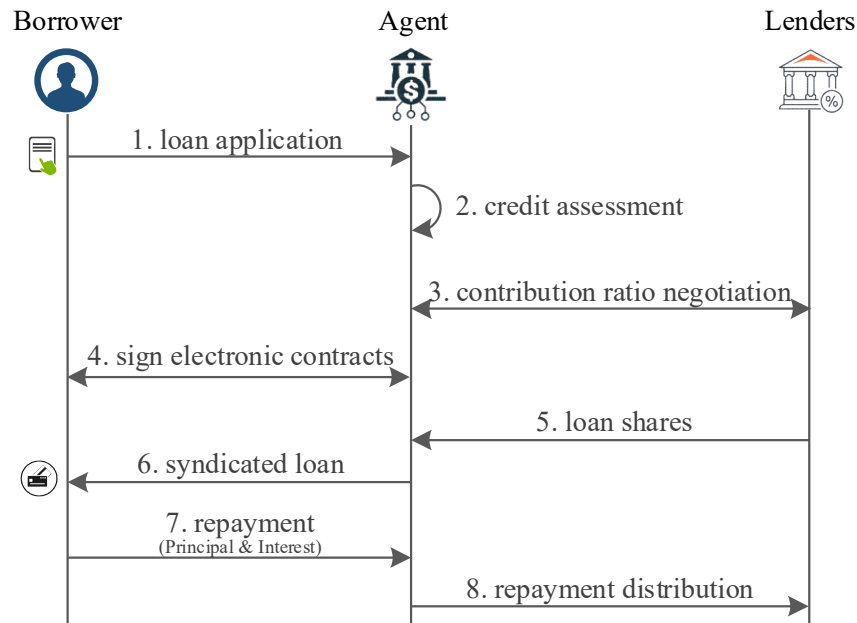 Borrower
Agent
Lenders
$
%
1. loan application
2. credit assessment
3. contribution ratio negotiation
4. sign electronic contracts
5. loan shares
6. syndicated loan
7. repayment
(Principal & Interest)
8. repayment distribution